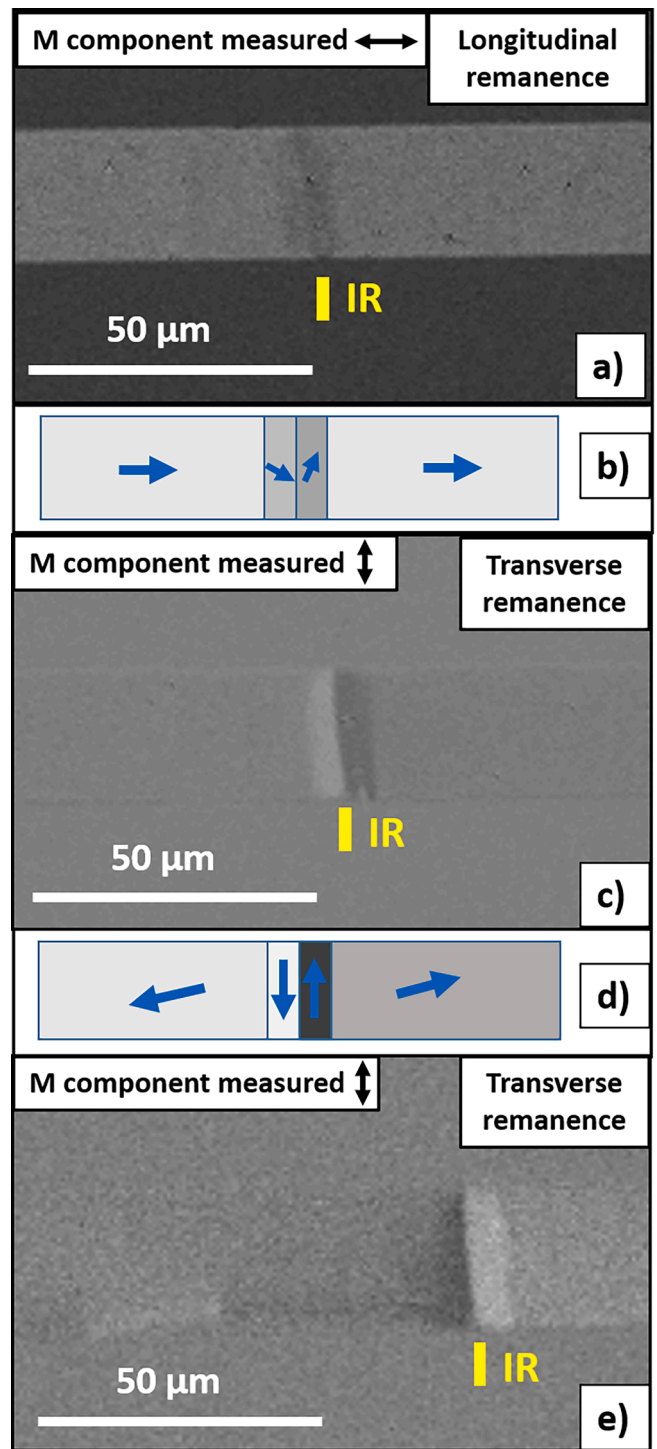 M component measured
Longitudinal
remanence
IR
50 µm
a)
b)
M component measured
Transverse
remanence
IR
50 µm
c)
d)
M component measured
Transverse
remanence
IR
50 µm
e)